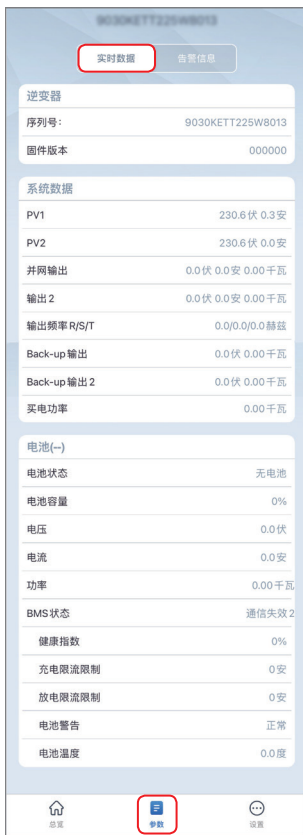 9030KETT225W8013
实时数据 告警信息
逆变器
序列号： 9030KETT225W8013
固件版本 000000
系统数据
PV1 230.6伏 0.3安
PV2 230.6伏 0.0安
并网输出 0.0伏 0.0安 0.00千瓦
输出2 0.0伏 0.0安 0.00千瓦
输出频率R/S/T 0.0/0.0/0.0赫兹
Back-up输出 0.0伏 0.00千瓦
Back-up输出2 0.0伏 0.00千瓦
买电功率 0.00千瓦
电池(--)
电池状态 无电池
电池容量 0%
电压 0.0伏
电流 0.0安
功率 0.00千瓦
BMS状态 通信失效2
健康指数 0%
充电限流限制 0安
放电限流限制 0安
电池警告 正常
电池温度 0.0度
总览 参数 设置